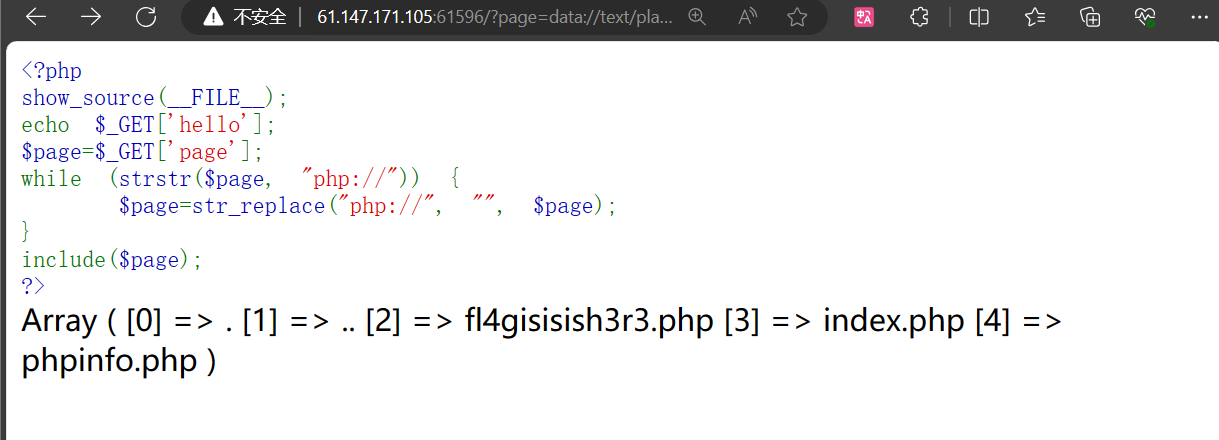 不安全 | 61.147.171.105:61596/?page=data://text/pla...
<?php
show_source(__FILE__);
echo $_GET['hello'];
$page=$_GET['page'];
while (strstr($page, "php://")) {
$page=str_replace("php://", "", $page);
}
include($page);
?>
Array ( [0] => . [1] => .. [2] => fl4gisisish3r3.php [3] => index.php [4] =>
phpinfo.php )